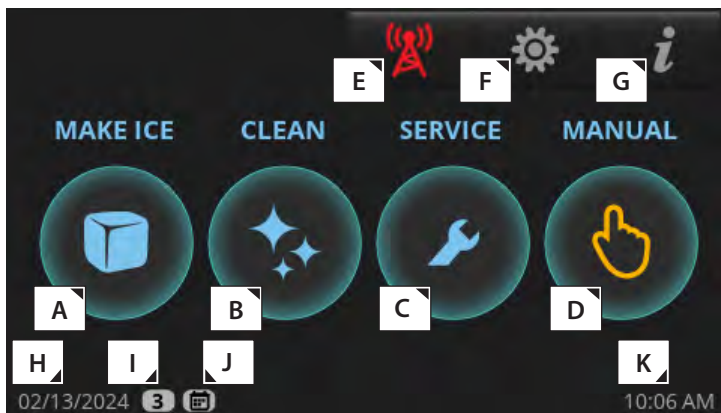 E F G
MAKE ICE CLEAN SERVICE MANUAL
A B C D
H I J K
02/13/2024 3 10:06 AM